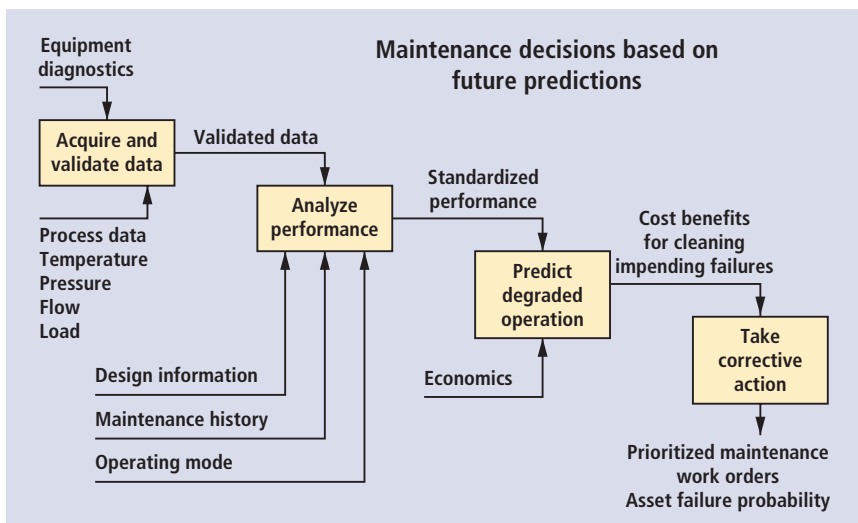 Maintenance decisions based on
future predictions
Equipment
diagnostics
Acquire and
validate data
Validated data
Process data
Temperature
Pressure
Flow
Load
Analyze
performance
Standardized
performance
Design information
Maintenance history
Operating mode
Predict
degraded
operation
Economics
Cost benefits
for cleaning
impending failures
Take
corrective
action
Prioritized maintenance
work orders
Asset failure probability